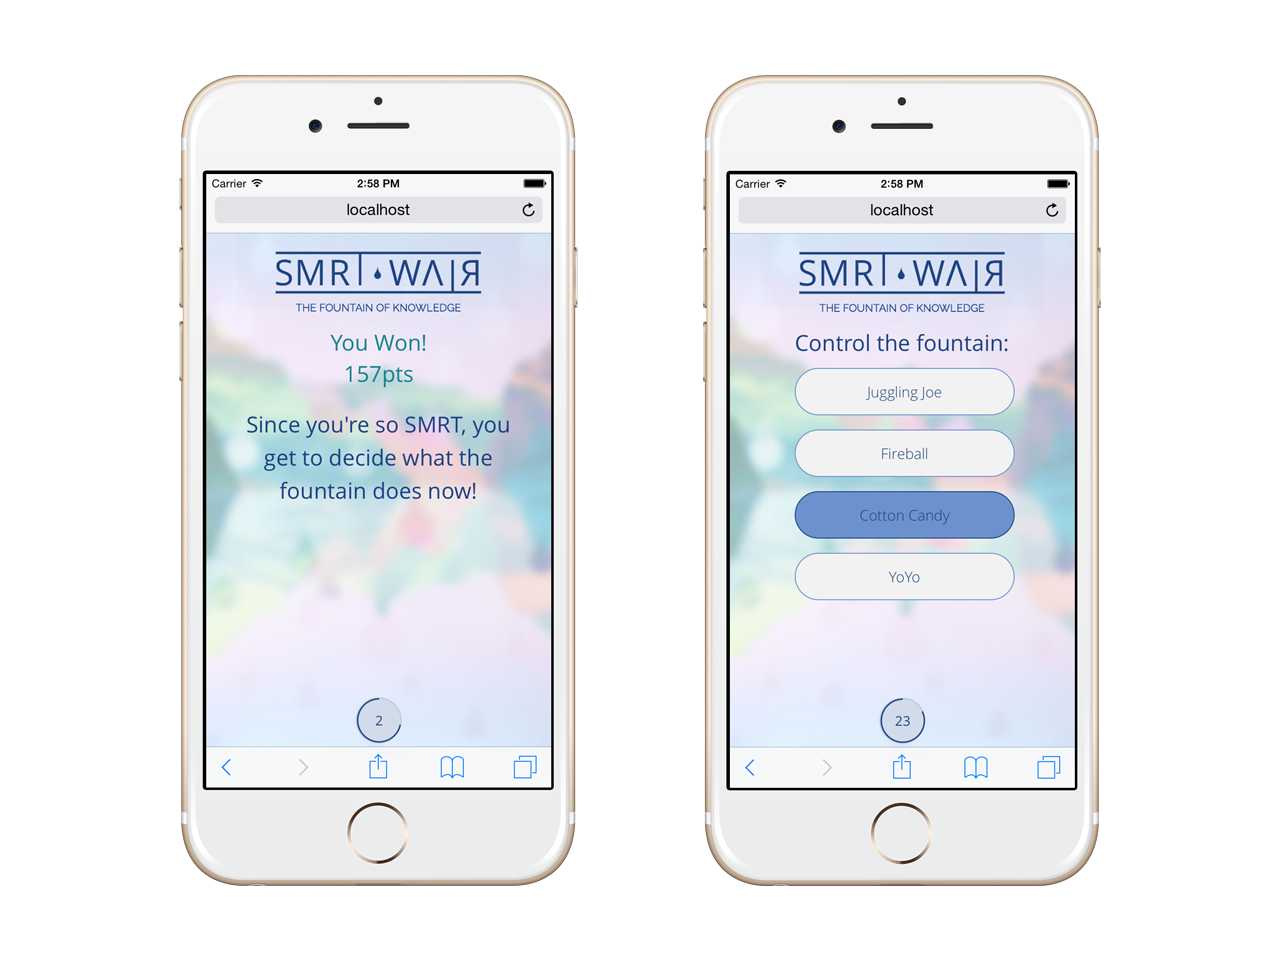 Carrier 2:58 PM
localhost
SMRT WATR
THE FOUNTAIN OF KNOWLEDGE
You Won!
157pts
Since you're so SMRT, you
get to decide what the
fountain does now!
2
Carrier 2:58 PM
localhost
SMRT WATR
THE FOUNTAIN OF KNOWLEDGE
Control the fountain:
Juggling Joe
Fireball
Cotton Candy
YoYo
23